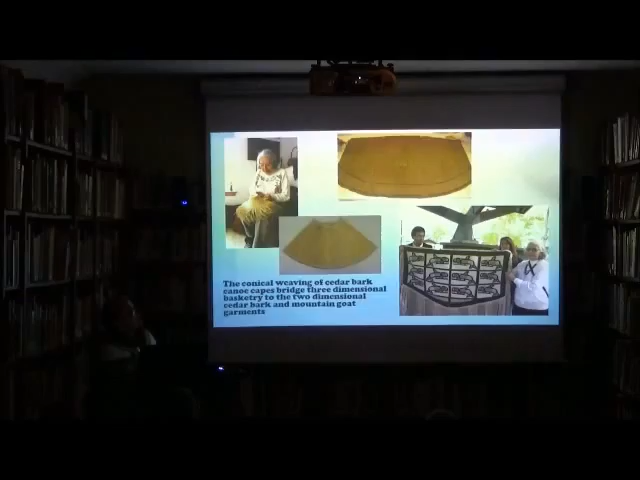 The conical weaving of cedar bark
canoe capes bridge three dimensional
basketry to the two dimensional
cedar bark and mountain goat
garments